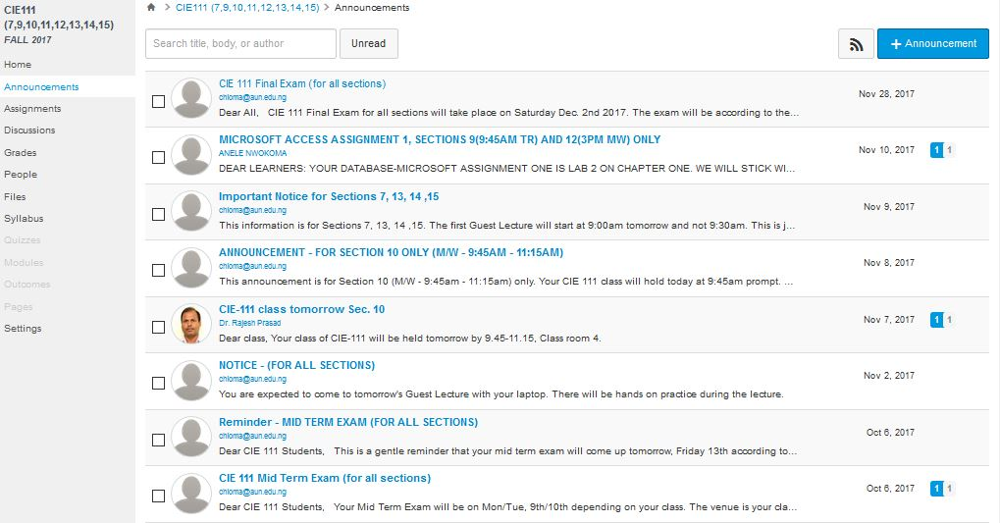 CIE111
(7,9,10,11,12,13,14,15)
FALL 2017
Home
Announcements
Assignments
Discussions
Grades
People
Files
Syllabus
Quizzes
Modules
Outcomes
Pages
Settings
CIE111 (7,9,10,11,12,13,14,15) > Announcements
Search title, body, or author
Unread
+ Announcement
CIE 111 Final Exam (for all sections)
chioma@aun.edu.ng
Nov 28, 2017
Dear All, CIE 111 Final Exam for all sections will take place on Saturday Dec. 2nd 2017. The exam will be according to the...
MICROSOFT ACCESS ASSIGNMENT 1, SECTIONS 9(9:45AM TR) AND 12(3PM MW) ONLY
ANELE NWOKOMA
Nov 10, 2017 1 1
DEAR LEARNERS: YOUR DATABASE-MICROSOFT ASSIGNMENT ONE IS LAB 2 ON CHAPTER ONE. WE WILL STICK WI...
Important Notice for Sections 7, 13, 14 ,15
chioma@aun.edu.ng
Nov 9, 2017
This information is for Sections 7, 13, 14 ,15. The first Guest Lecture will start at 9:00am tomorrow and not 9:30am. This is j...
ANNOUNCEMENT - FOR SECTION 10 ONLY (M/W - 9:45AM - 11:15AM)
chioma@aun.edu.ng
Nov 8, 2017
This announcement is for Section 10 (M/W - 9:45am - 11:15am) only. Your CIE 111 class will hold today at 9:45am prompt. ...
CIE-111 class tomorrow Sec. 10
Dr. Rajesh Prasad
Nov 7, 2017 1 1
Dear class, Your class of CIE-111 will be held tomorrow by 9.45-11.15, Class room 4.
NOTICE - (FOR ALL SECTIONS)
chioma@aun.edu.ng
Nov 2, 2017
You are expected to come to tomorrow's Guest Lecture with your laptop. There will be hands on practice during the lecture.
Reminder - MID TERM EXAM (FOR ALL SECTIONS)
chioma@aun.edu.ng
Oct 6, 2017
Dear CIE 111 Students, This is a gentle reminder that your mid term exam will come up tomorrow, Friday 13th according to...
CIE 111 Mid Term Exam (for all sections)
chioma@aun.edu.ng
Oct 6, 2017 1 1
Dear CIE 111 Students, Your Mid Term Exam will be on Mon/Tue, 9th/10th depending on your class. The venue is your cla...